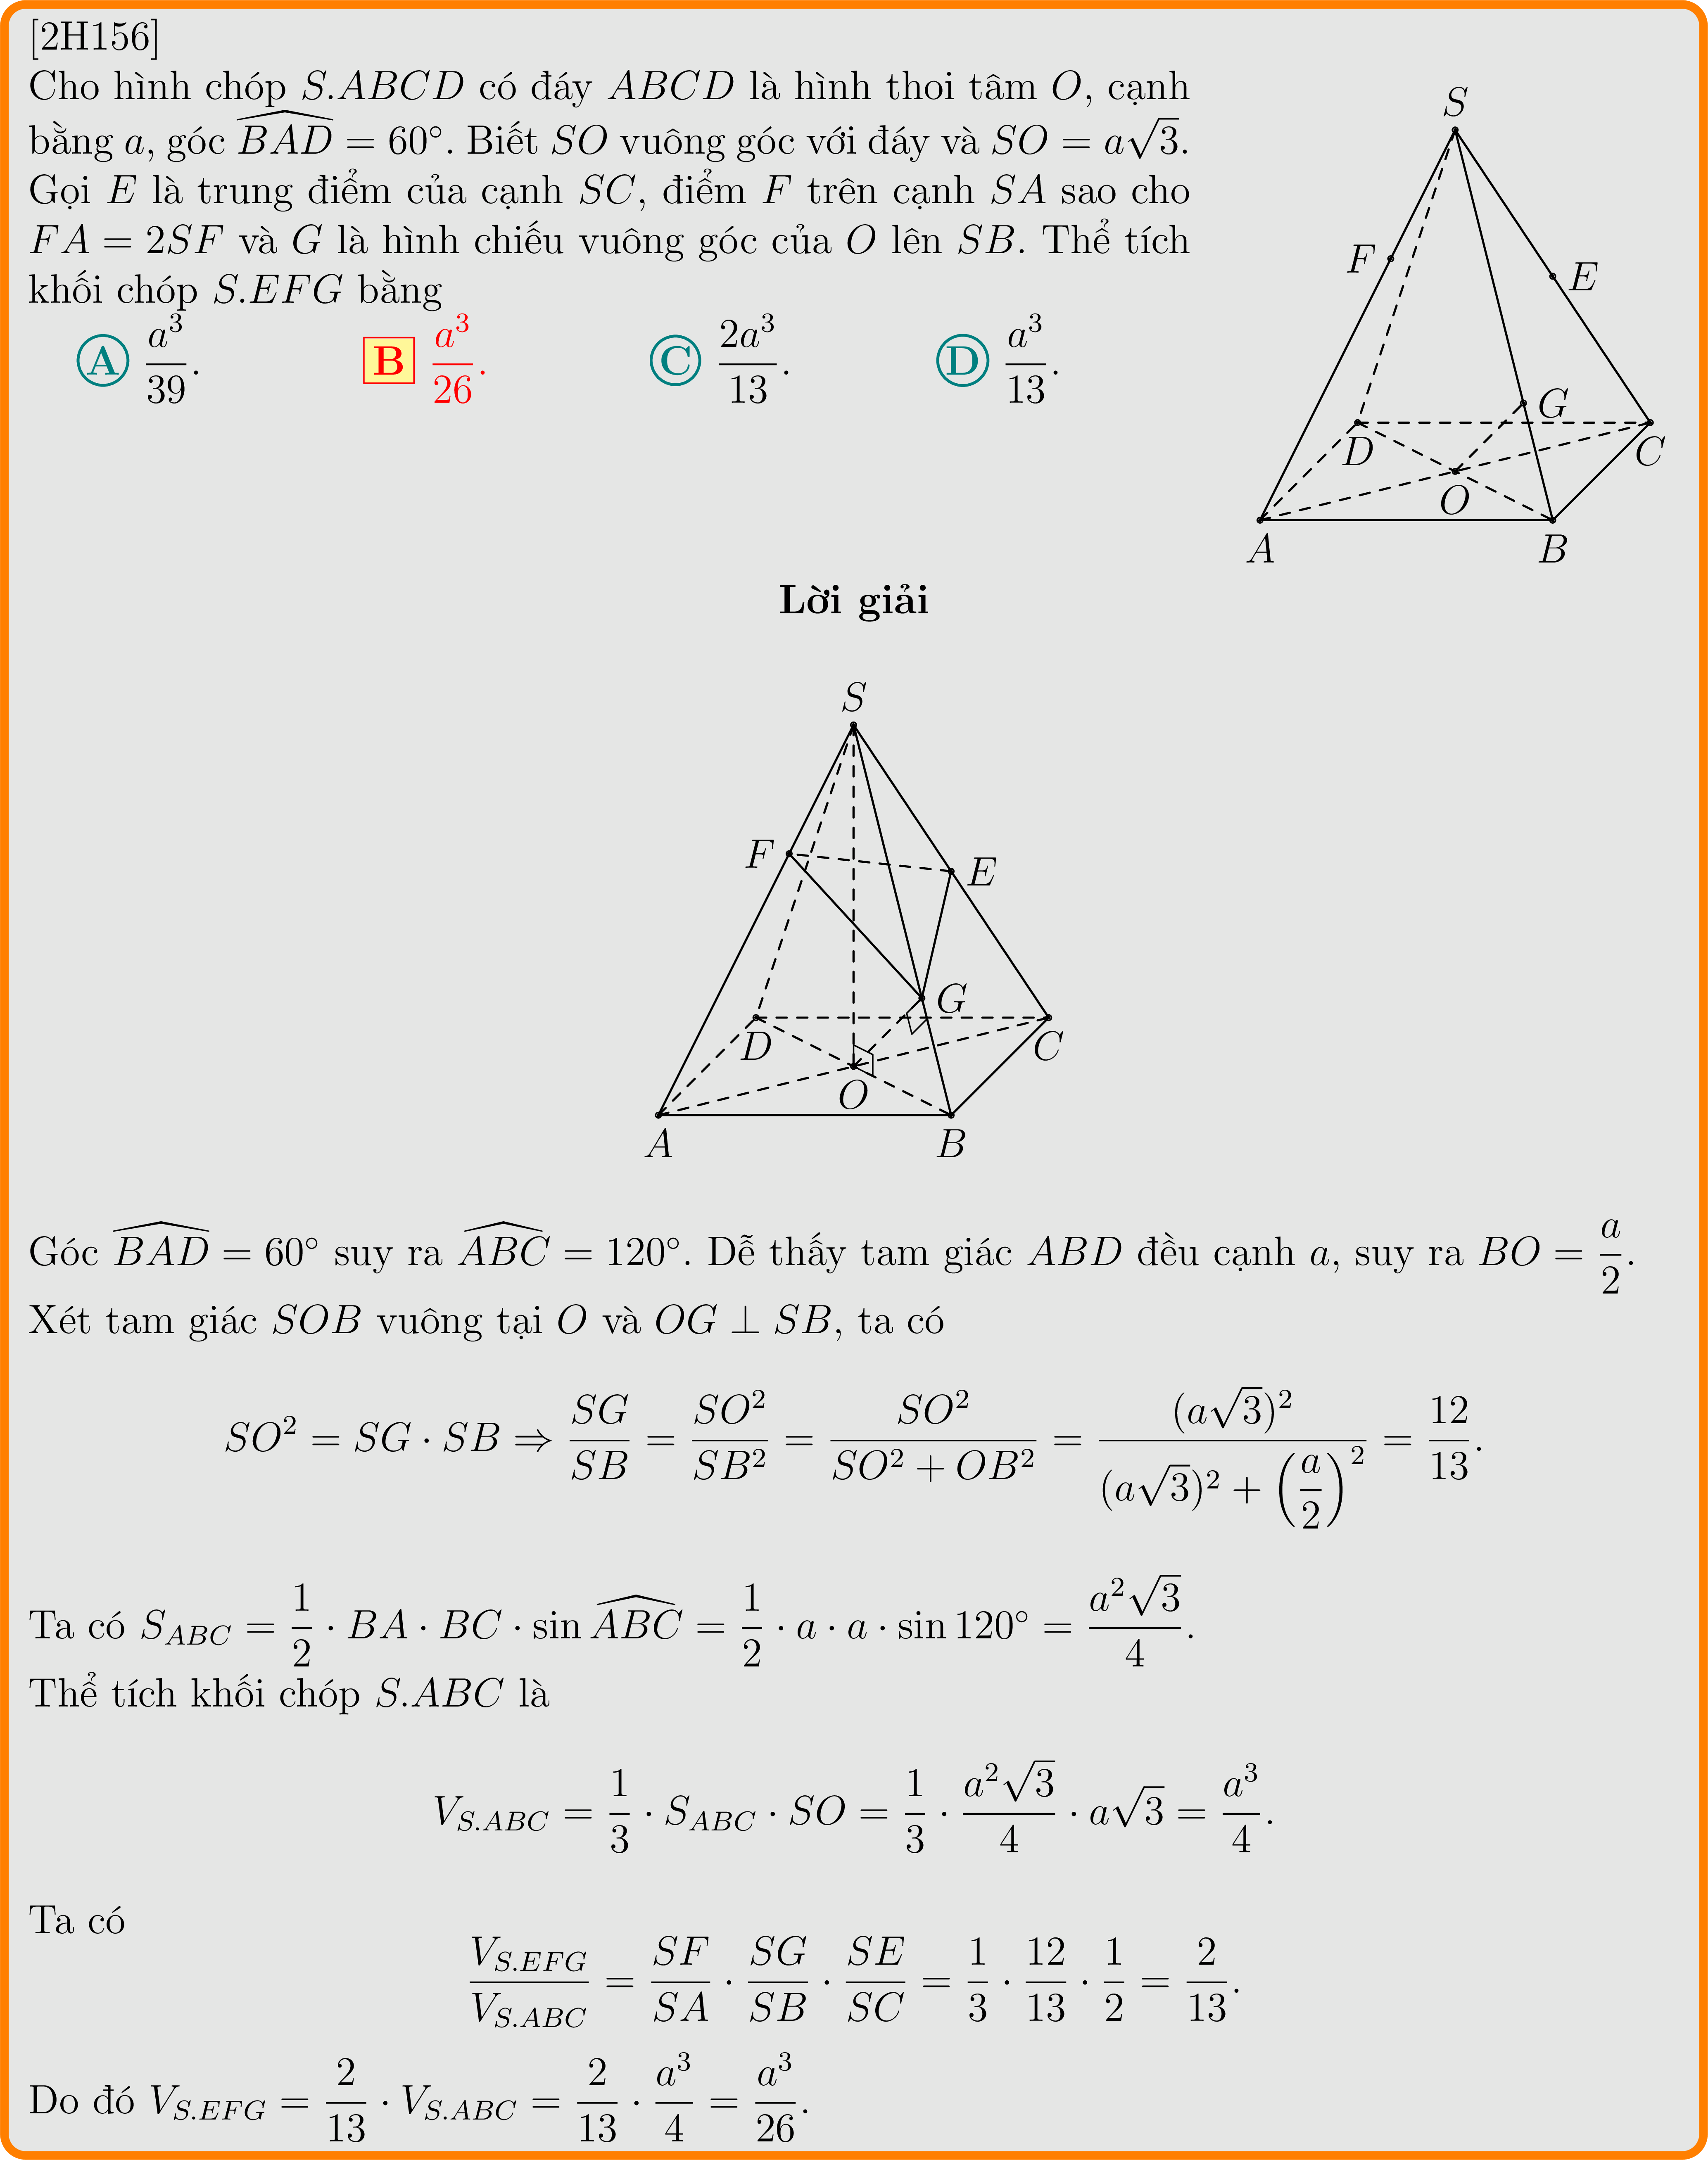 [2H156]
Cho hình chóp S.ABCD có đáy ABCD là hình thoi tâm O, cạnh
bằng a, góc $\widehat{BAD} = 60°$. Biết SO vuông góc với đáy và $SO = a\sqrt{3}$.
Gọi E là trung điểm của cạnh SC, điểm F trên cạnh SA sao cho
FA = 2SF và G là hình chiếu vuông góc của O lên SB. Thể tích
khối chóp S.EFG bằng
A $\frac{a^3}{39}$. B $\frac{a^3}{26}$. C $\frac{2a^3}{13}$. D $\frac{a^3}{13}$.
S
F
E
G
D
C
O
A
B
Lời giải
S
F
E
G
D
C
O
A
B
Góc $\widehat{BAD} = 60°$ suy ra $\widehat{ABC} = 120°$. Dễ thấy tam giác ABD đều cạnh a, suy ra $BO = \frac{a}{2}$.
Xét tam giác SOB vuông tại O và OG ⊥ SB, ta có
$SO^2 = SG \cdot SB \Rightarrow \frac{SG}{SB} = \frac{SO^2}{SB^2} = \frac{SO^2}{SO^2 + OB^2} = \frac{(a\sqrt{3})^2}{(a\sqrt{3})^2 + \left(\frac{a}{2}\right)^2} = \frac{12}{13}$.
Ta có $S_{ABC} = \frac{1}{2} \cdot BA \cdot BC \cdot \sin \widehat{ABC} = \frac{1}{2} \cdot a \cdot a \cdot \sin 120° = \frac{a^2\sqrt{3}}{4}$.
Thể tích khối chóp S.ABC là
$V_{S.ABC} = \frac{1}{3} \cdot S_{ABC} \cdot SO = \frac{1}{3} \cdot \frac{a^2\sqrt{3}}{4} \cdot a\sqrt{3} = \frac{a^3}{4}$.
Ta có
$\frac{V_{S.EFG}}{V_{S.ABC}} = \frac{SF}{SA} \cdot \frac{SG}{SB} \cdot \frac{SE}{SC} = \frac{1}{3} \cdot \frac{12}{13} \cdot \frac{1}{2} = \frac{2}{13}$.
Do đó $V_{S.EFG} = \frac{2}{13} \cdot V_{S.ABC} = \frac{2}{13} \cdot \frac{a^3}{4} = \frac{a^3}{26}$.